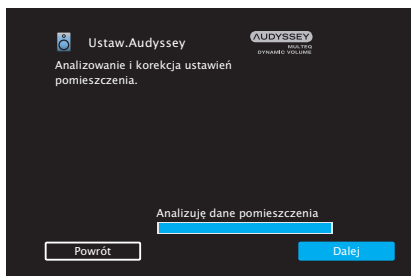 Ustaw.Audyssey
AUDYSSEY
MULTEQ
DYNAMIC VOLUME
Analizowanie i korekcja ustawień
pomieszczenia.
Analizuję dane pomieszczenia
Powrót
Dalej